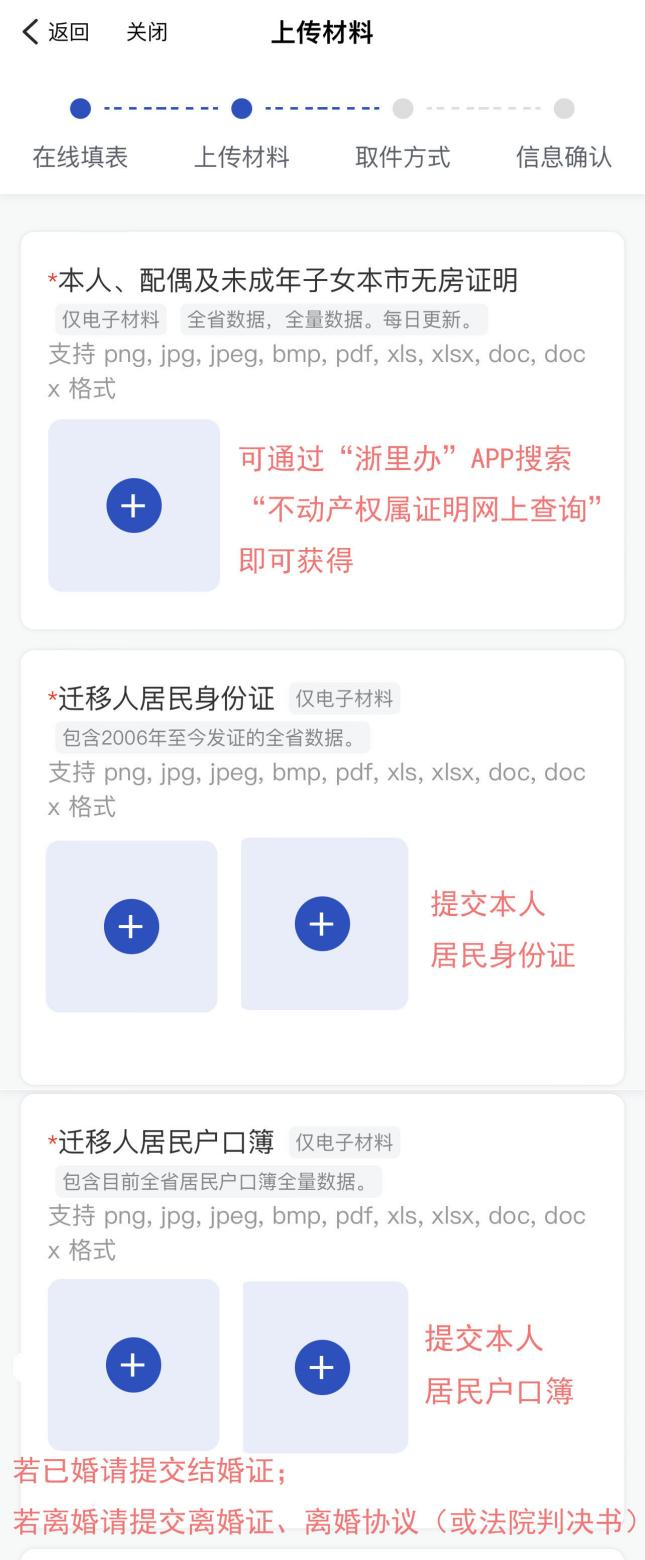 返回 关闭 上传材料
在线填表 上传材料 取件方式 信息确认
*本人、配偶及未成年子女本市无房证明
仅电子材料 全省数据，全量数据。每日更新。
支持 png, jpg, jpeg, bmp, pdf, xls, xlsx, doc, doc
x 格式
可通过“浙里办”APP搜索
“不动产权属证明网上查询”
即可获得
*迁移人居民身份证 仅电子材料
包含2006年至今发证的全省数据。
支持 png, jpg, jpeg, bmp, pdf, xls, xlsx, doc, doc
x 格式
提交本人
居民身份证
*迁移人居民户口簿 仅电子材料
包含目前全省居民户口簿全量数据。
支持 png, jpg, jpeg, bmp, pdf, xls, xlsx, doc, doc
x 格式
提交本人
居民户口簿
若已婚请提交结婚证；
若离婚请提交离婚证、离婚协议（或法院判决书）